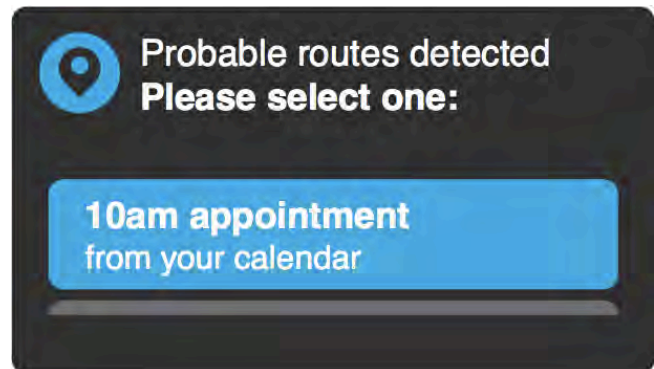 Probable routes detected
Please select one:
10am appointment
from your calendar